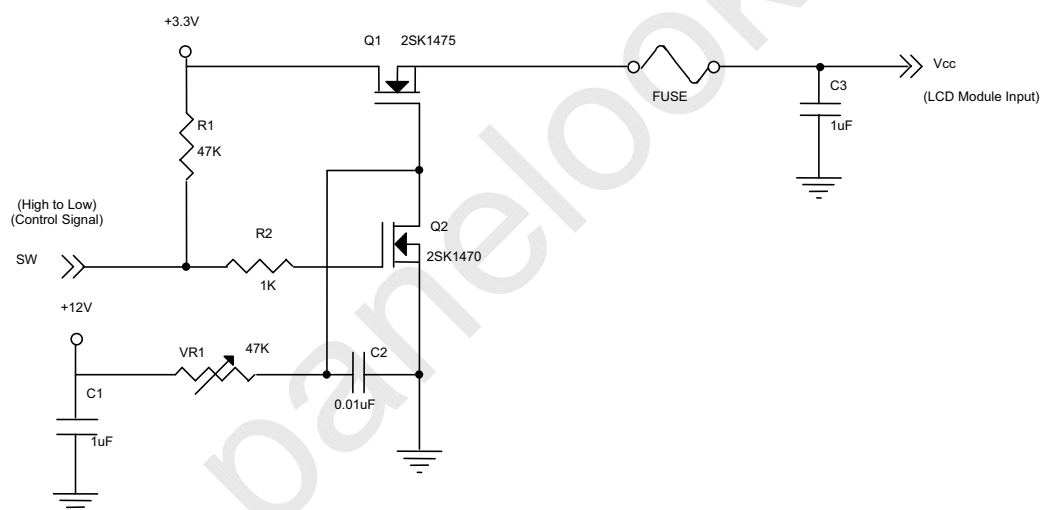 +3.3V
Q1 2SK1475
FUSE
Vcc
(LCD Module Input)
C3
1uF
R1
47K
(High to Low)
(Control Signal)
SW
R2
1K
Q2
2SK1470
+12V
VR1 47K
C2
0.01uF
C1
1uF
panelook